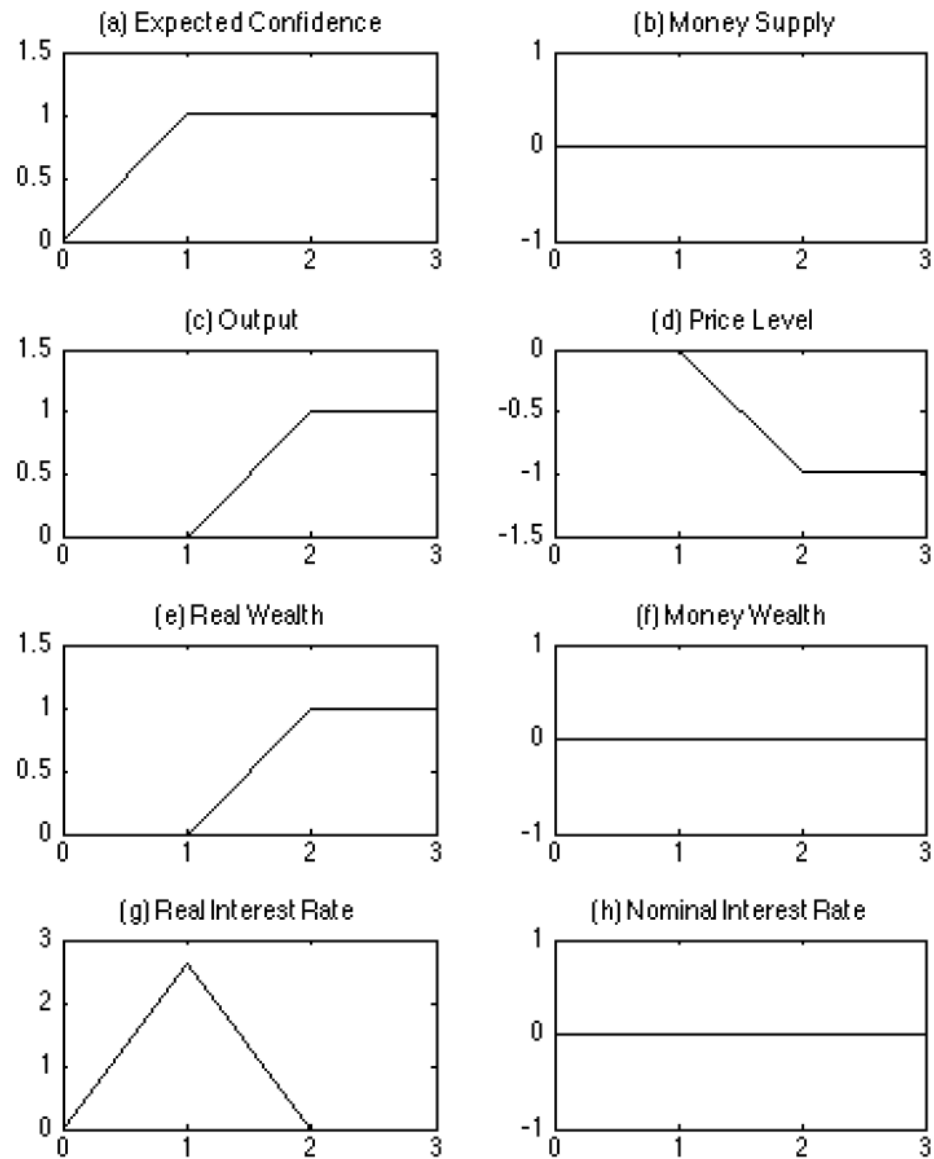 (a) Expected Confidence
1.5
1
0.5
0
0 1 2 3
(b) Money Supply
1
0
-1
0 1 2 3
(c) Output
1.5
1
0.5
0
0 1 2 3
(d) Price Level
0
-0.5
-1
-1.5
0 1 2 3
(e) Real Wealth
1.5
1
0.5
0
0 1 2 3
(f) Money Wealth
1
0
-1
0 1 2 3
(g) Real Interest Rate
3
2
1
0
0 1 2 3
(h) Nominal Interest Rate
1
0
-1
0 1 2 3